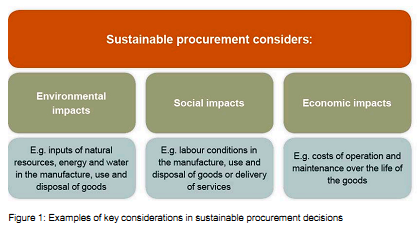 Sustainable procurement considers:
Environmental
impacts
Social impacts
Economic impacts
E.g. inputs of natural
resources, energy and water
in the manufacture, use and
disposal of goods
E.g. labour conditions in
the manufacture, use and
disposal of goods or delivery
of services
E.g. costs of operation and
maintenance over the life of
the goods
Figure 1: Examples of key considerations in sustainable procurement decisions